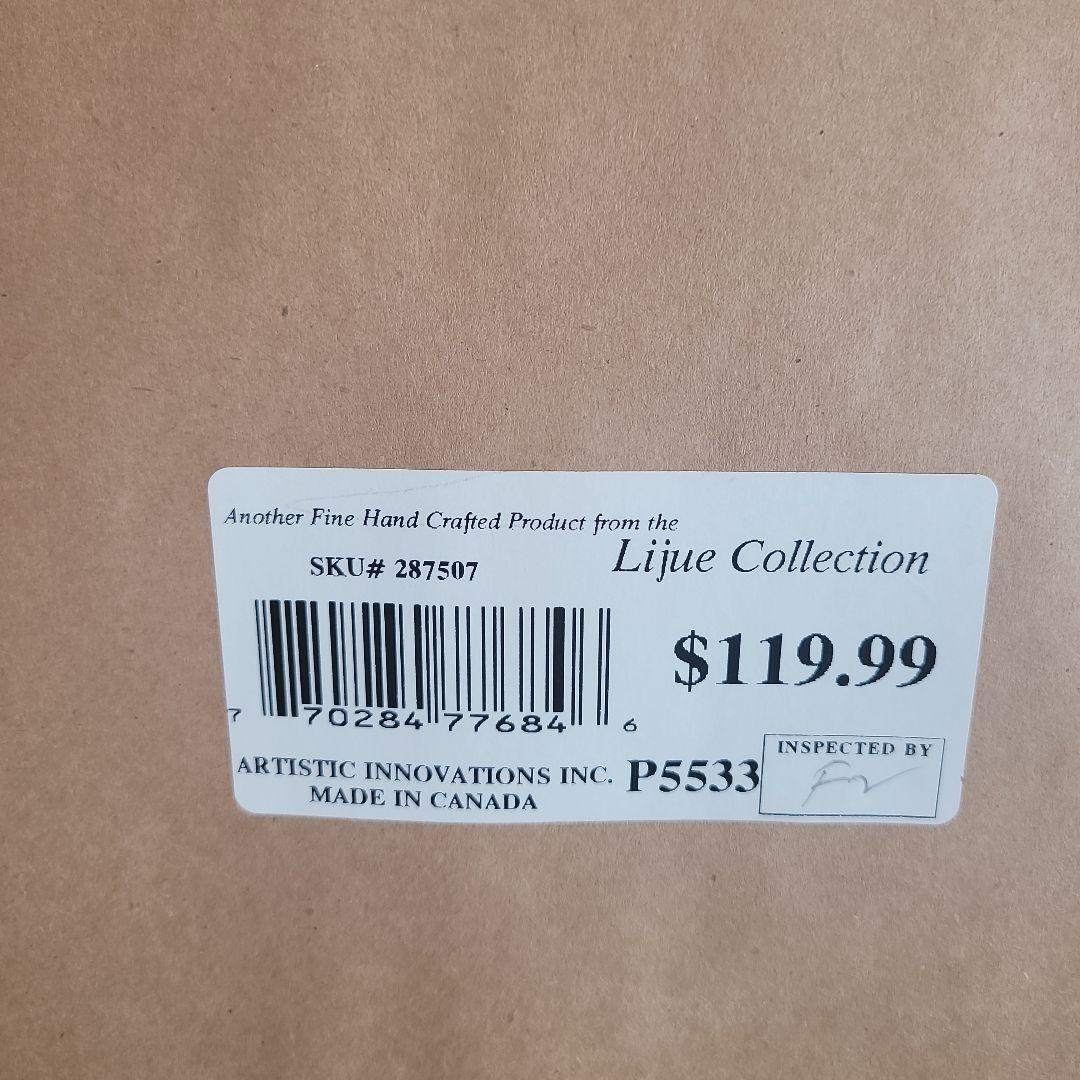 Another Fine Hand Crafted Product from the
Lijue Collection
SKU# 287507
$119.99
7 70284 77684 6
ARTISTIC INNOVATIONS INC. P5533
MADE IN CANADA
INSPECTED BY